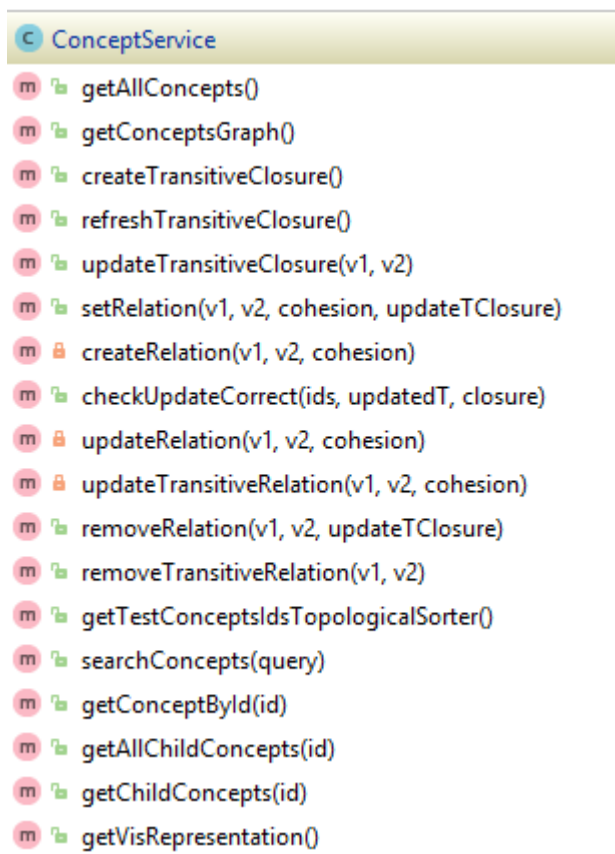 C ConceptService
m getAllConcepts()
m getConceptsGraph()
m createTransitiveClosure()
m refreshTransitiveClosure()
m updateTransitiveClosure(v1, v2)
m setRelation(v1, v2, cohesion, updateTClosure)
m createRelation(v1, v2, cohesion)
m checkUpdateCorrect(ids, updatedT, closure)
m updateRelation(v1, v2, cohesion)
m updateTransitiveRelation(v1, v2, cohesion)
m removeRelation(v1, v2, updateTClosure)
m removeTransitiveRelation(v1, v2)
m getTestConceptsIdsTopologicalSorter()
m searchConcepts(query)
m getConceptById(id)
m getAllChildConcepts(id)
m getChildConcepts(id)
m getVisRepresentation()